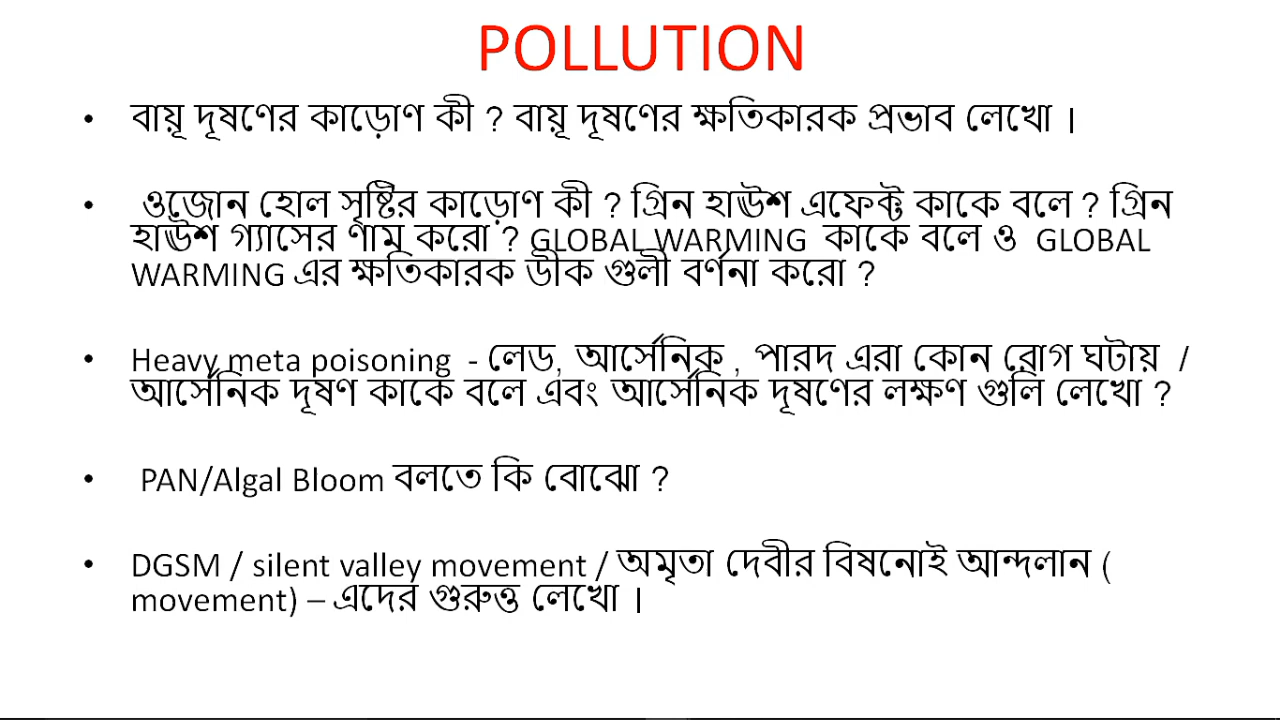 POLLUTION
• বায়ূ দূষণের কাড়োণ কী ? বায়ূ দূষণের ক্ষতিকারক প্রভাব লেখো ।
• ওজোন হোল সৃষ্টির কাড়োণ কী ? গ্রিন হাঊশ এফেক্ট কাকে বলে ? গ্রিন
হাঊশ গ্যাসের ণাম করো ? GLOBAL WARMING কাকে বলে ও GLOBAL
WARMING এর ক্ষতিকারক ডীক গুলী বর্ণনা করো ?
• Heavy meta poisoning - লেড, আর্সেনিক , পারদ এরা কোন রোগ ঘটায় /
আর্সেনিক দূষণ কাকে বলে এবং আর্সেনিক দূষণের লক্ষণ গুলি লেখো ?
• PAN/Algal Bloom বলতে কি বোঝো ?
• DGSM / silent valley movement / অমৃতা দেবীর বিষনোই আন্দলান (
movement) – এদের গুরুত্ত লেখো ।